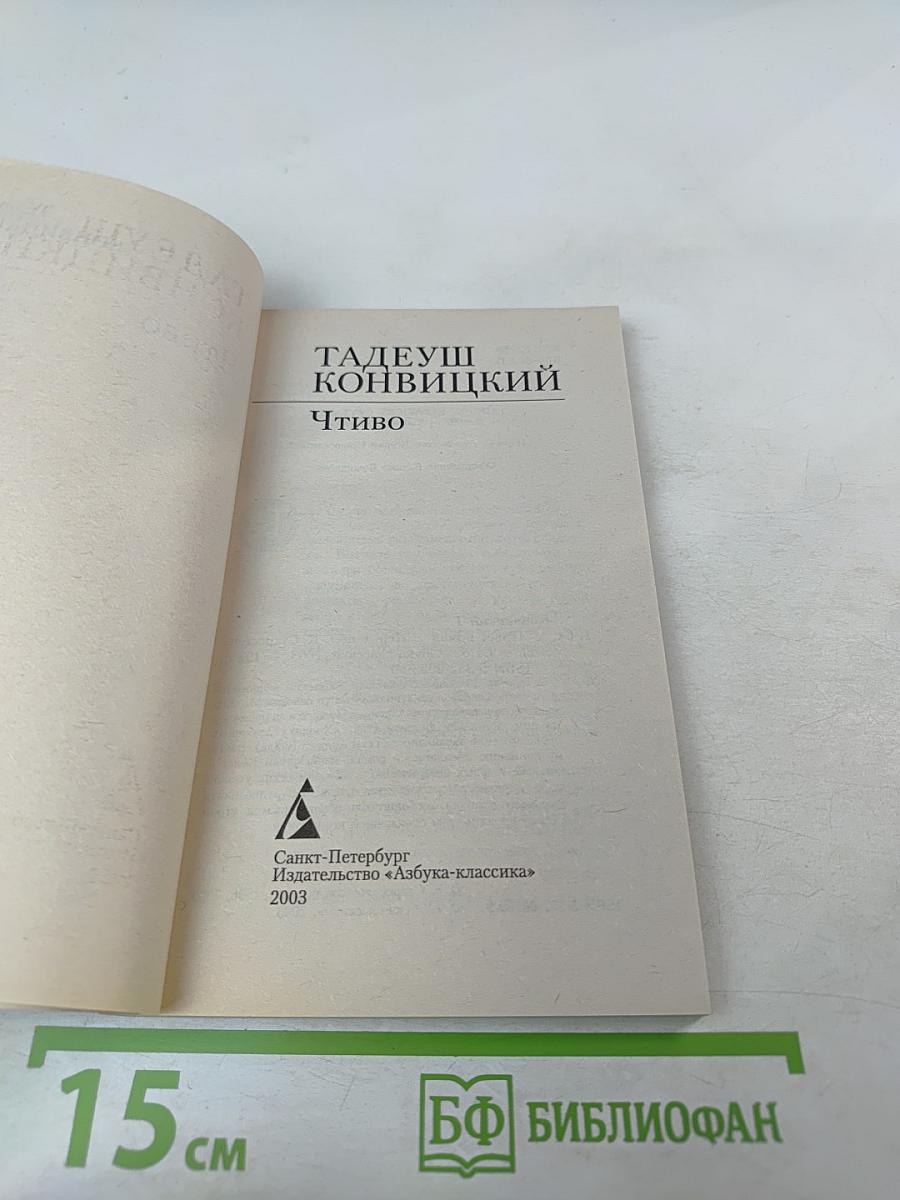 ТАДЕУШ
КОНВИЦКИЙ
Чтиво
Санкт-Петербург
Издательство «Азбука-классика»
2003
15 см
БФ БИБЛИОФАН